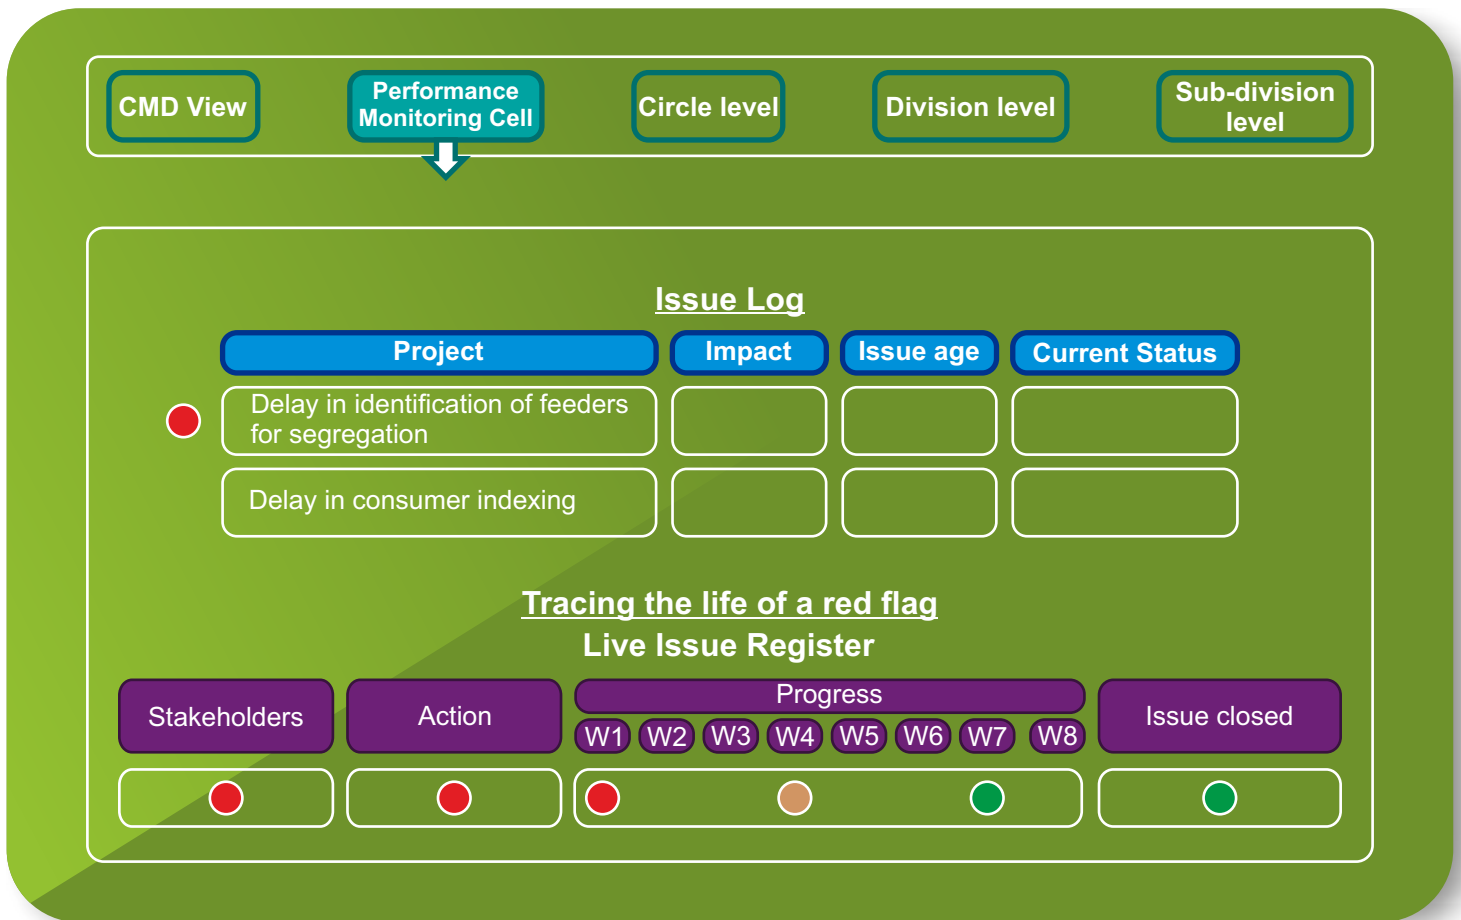 CMD View
Performance
Monitoring Cell
Circle level
Division level
Sub-division
level
Issue Log
Project
Impact
Issue age
Current Status
Delay in identification of feeders
for segregation
Delay in consumer indexing
Tracing the life of a red flag
Live Issue Register
Stakeholders
Action
Progress
W1 W2 W3 W4 W5 W6 W7 W8
Issue closed